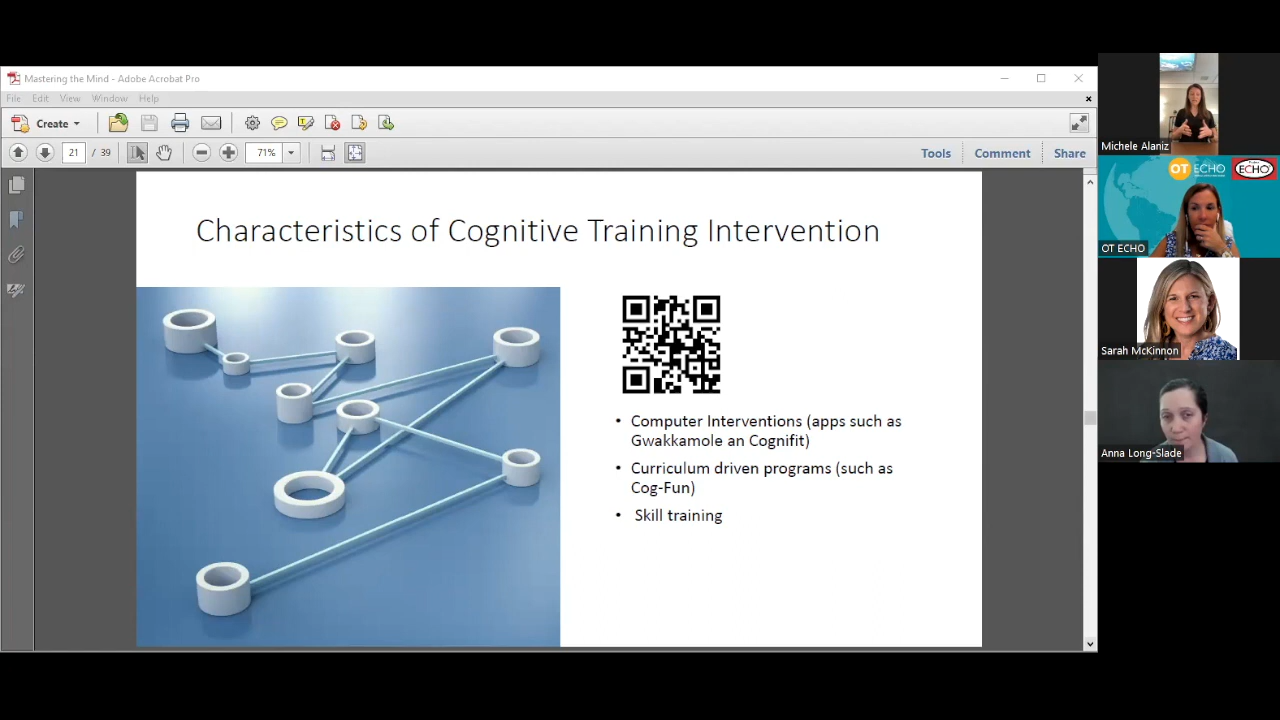 Mastering the Mind - Adobe Acrobat Pro
File Edit View Window Help
Create
21 / 39
71%
Tools Comment Share
Characteristics of Cognitive Training Intervention
• Computer Interventions (apps such as
Gwakkamole an Cognifit)
• Curriculum driven programs (such as
Cog-Fun)
• Skill training
Michele Alaniz
OT ECHO
ECHO
OT ECHO
Sarah McKinnon
Anna Long-Slade